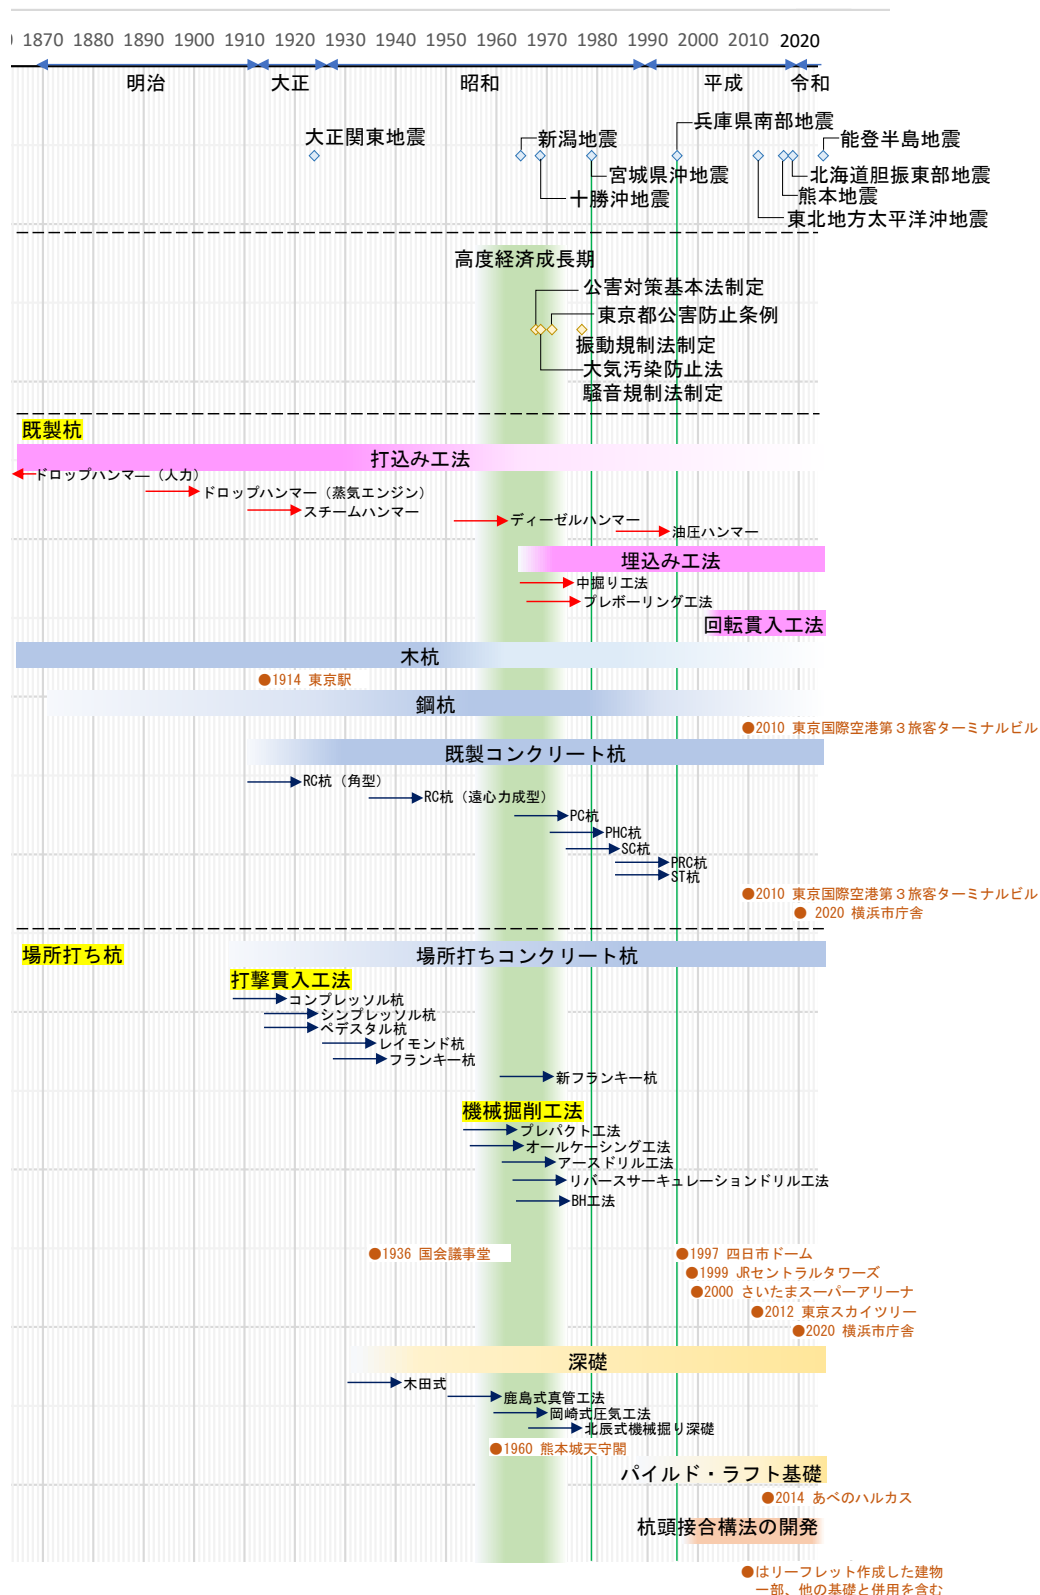 1870 1880 1890 1900 1910 1920 1930 1940 1950 1960 1970 1980 1990 2000 2010 2020
明治 大正 昭和 平成 令和
兵庫県南部地震
大正関東地震
新潟地震
能登半島地震
宮城県沖地震
北海道胆振東部地震
十勝沖地震
熊本地震
東北地方太平洋沖地震
高度経済成長期
公害対策基本法制定
東京都公害防止条例
振動規制法制定
大気汚染防止法
騒音規制法制定
既製杭
打込み工法
ドロップハンマー（人力）
ドロップハンマー（蒸気エンジン）
スチームハンマー
ディーゼルハンマー
油圧ハンマー
埋込み工法
中掘り工法
プレボーリング工法
回転貫入工法
木杭
●1914 東京駅
鋼杭
●2010 東京国際空港第３旅客ターミナルビル
既製コンクリート杭
RC杭（角型）
RC杭（遠心力成型）
PC杭
PHC杭
SC杭
PRC杭
ST杭
●2010 東京国際空港第３旅客ターミナルビル
● 2020 横浜市庁舎
場所打ち杭
場所打ちコンクリート杭
打撃貫入工法
コンプレッソル杭
シンプレッソル杭
ペデスタル杭
レイモンド杭
フランキー杭
新フランキー杭
機械掘削工法
プレパクト工法
オールケーシング工法
アースドリル工法
リバースサーキュレーションドリル工法
BH工法
●1936 国会議事堂
●1997 四日市ドーム
●1999 JRセントラルタワーズ
●2000 さいたまスーパーアリーナ
●2012 東京スカイツリー
●2020 横浜市庁舎
深礎
木田式
鹿島式真管工法
岡崎式圧気工法
北辰式機械掘り深礎
●1960 熊本城天守閣
パイルド・ラフト基礎
●2014 あべのハルカス
杭頭接合構法の開発
●はリーフレット作成した建物
一部、他の基礎と併用を含む